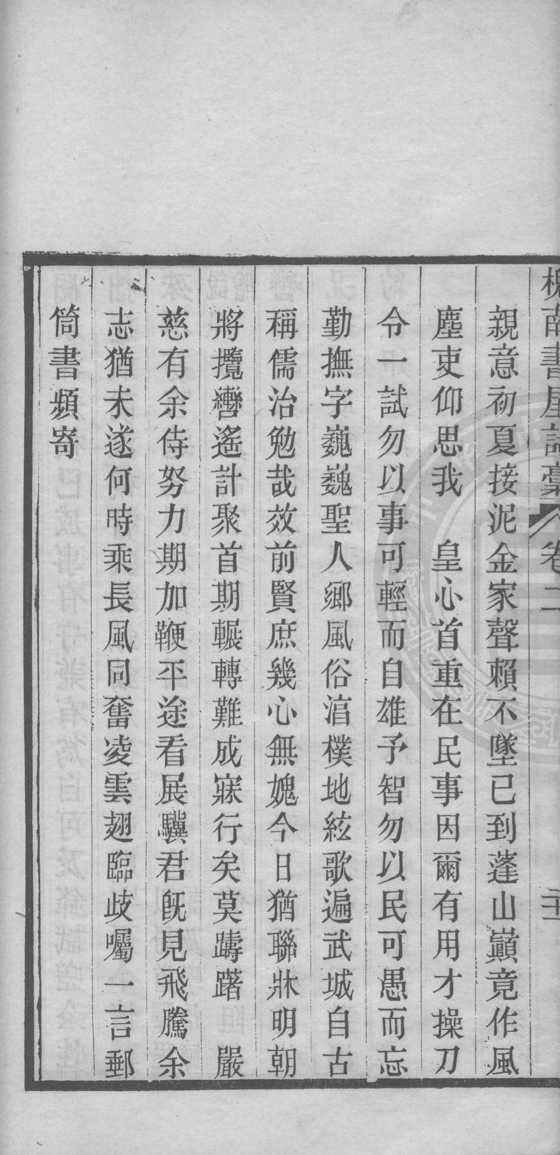 槐蔭書屋詩藁 卷二 二十二
親意初夏接泥金家聲賴不墜已到蓬山巔竟作風
塵吏仰思我 皇心首重在民事因爾有用才操刀
令一試勿以事可輕而自雄予智勿以民可愚而忘
勤撫字巍巍聖人鄉風俗涫樸地絃歌遍武城自古
稱儒治勉哉效前賢庶幾心無媿今日猶聯牀明朝
將攬轡遙計聚首期輾轉難成寐行矣莫躊躇 嚴
慈有余侍努力期加鞭平途看展驥君旣見飛騰余
志猶未遂何時乘長風同奮凌雲翅臨歧囑一言郵
筒書頻寄